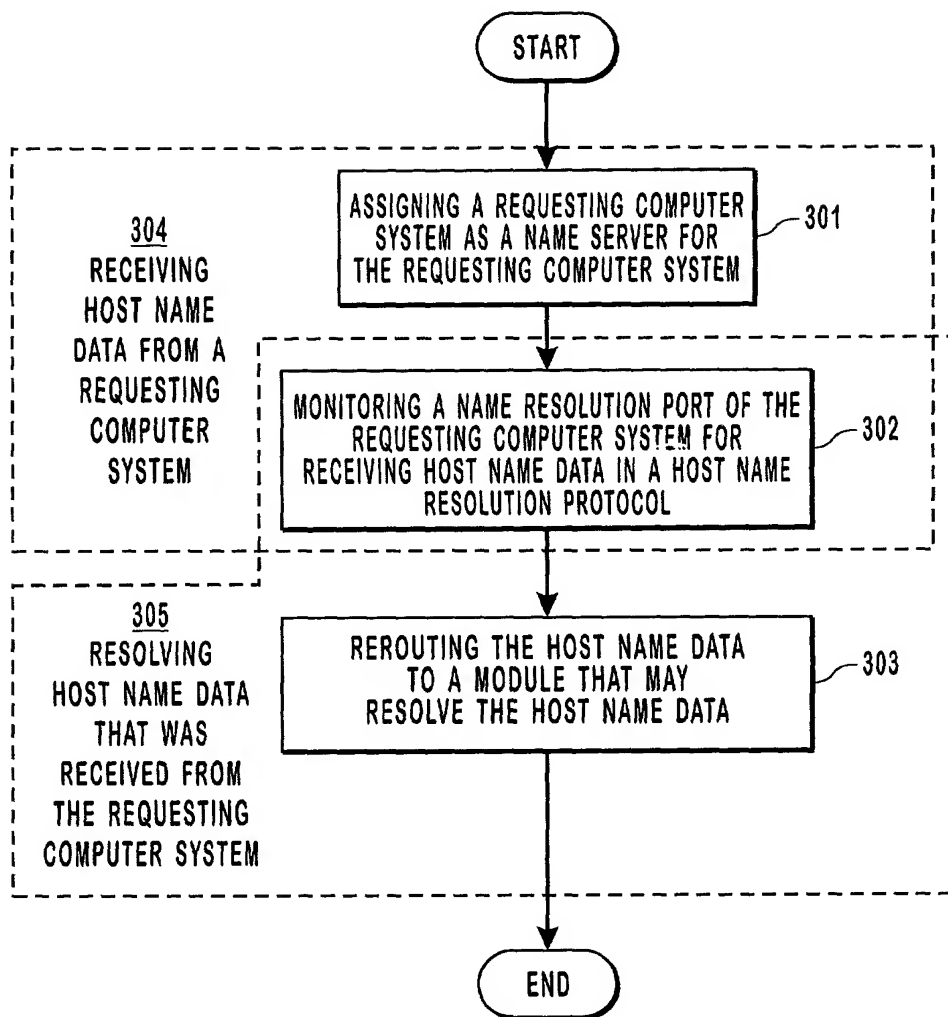 START
304
RECEIVING
HOST NAME
DATA FROM A
REQUESTING
COMPUTER
SYSTEM
ASSIGNING A REQUESTING COMPUTER
SYSTEM AS A NAME SERVER FOR
THE REQUESTING COMPUTER SYSTEM
301
MONITORING A NAME RESOLUTION PORT OF THE
REQUESTING COMPUTER SYSTEM FOR
RECEIVING HOST NAME DATA IN A HOST NAME
RESOLUTION PROTOCOL
302
305
RESOLVING
HOST NAME DATA
THAT WAS
RECEIVED FROM
THE REQUESTING
COMPUTER SYSTEM
REROUTING THE HOST NAME DATA
TO A MODULE THAT MAY
RESOLVE THE HOST NAME DATA
303
END